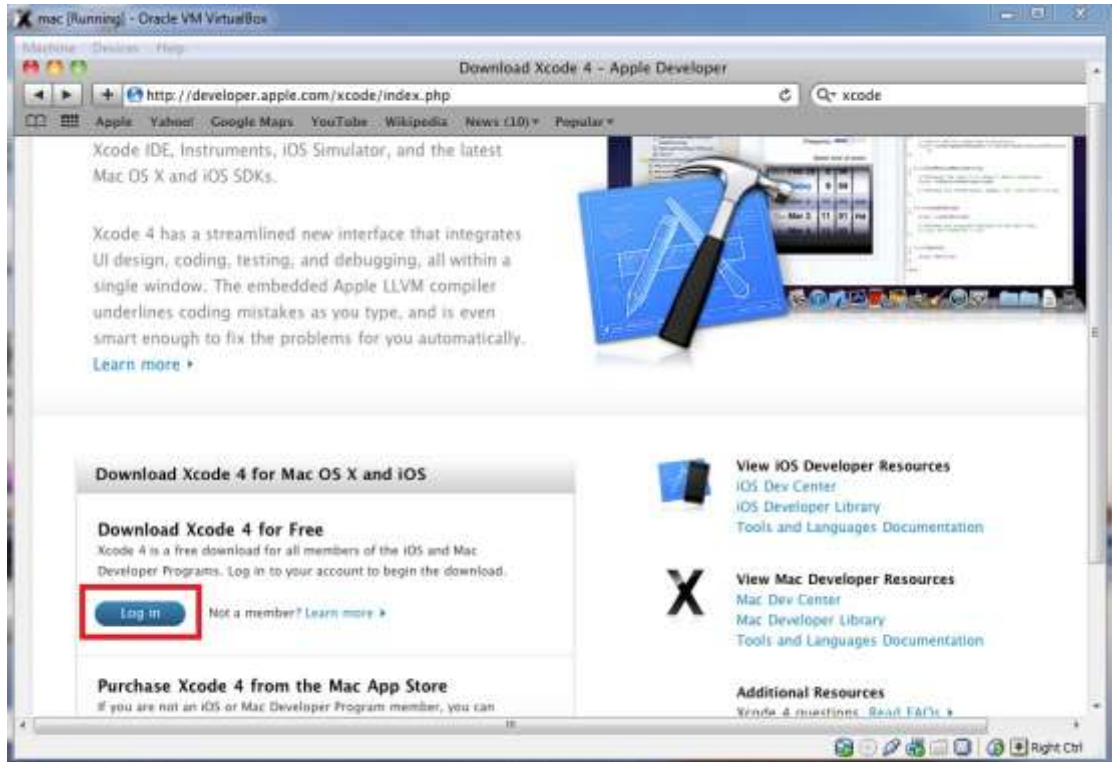 mac [Running] - Oracle VM VirtualBox
Machine Devices Help
Download Xcode 4 – Apple Developer
http://developer.apple.com/xcode/index.php
xcode
Apple Yahoo! Google Maps YouTube Wikipedia News (10) Popular
Xcode IDE, Instruments, iOS Simulator, and the latest
Mac OS X and iOS SDKs.
Xcode 4 has a streamlined new interface that integrates
UI design, coding, testing, and debugging, all within a
single window. The embedded Apple LLVM compiler
underlines coding mistakes as you type, and is even
smart enough to fix the problems for you automatically.
Learn more
Download Xcode 4 for Mac OS X and iOS
Download Xcode 4 for Free
Xcode 4 is a free download for all members of the iOS and Mac
Developer Programs. Log in to your account to begin the download.
Log in Not a member? Learn more
Purchase Xcode 4 from the Mac App Store
If you are not an iOS or Mac Developer Program member, you can
View iOS Developer Resources
iOS Dev Center
iOS Developer Library
Tools and Languages Documentation
View Mac Developer Resources
Mac Dev Center
Mac Developer Library
Tools and Languages Documentation
Additional Resources
Xcode 4 questions. Read FAQs
Right Ctrl